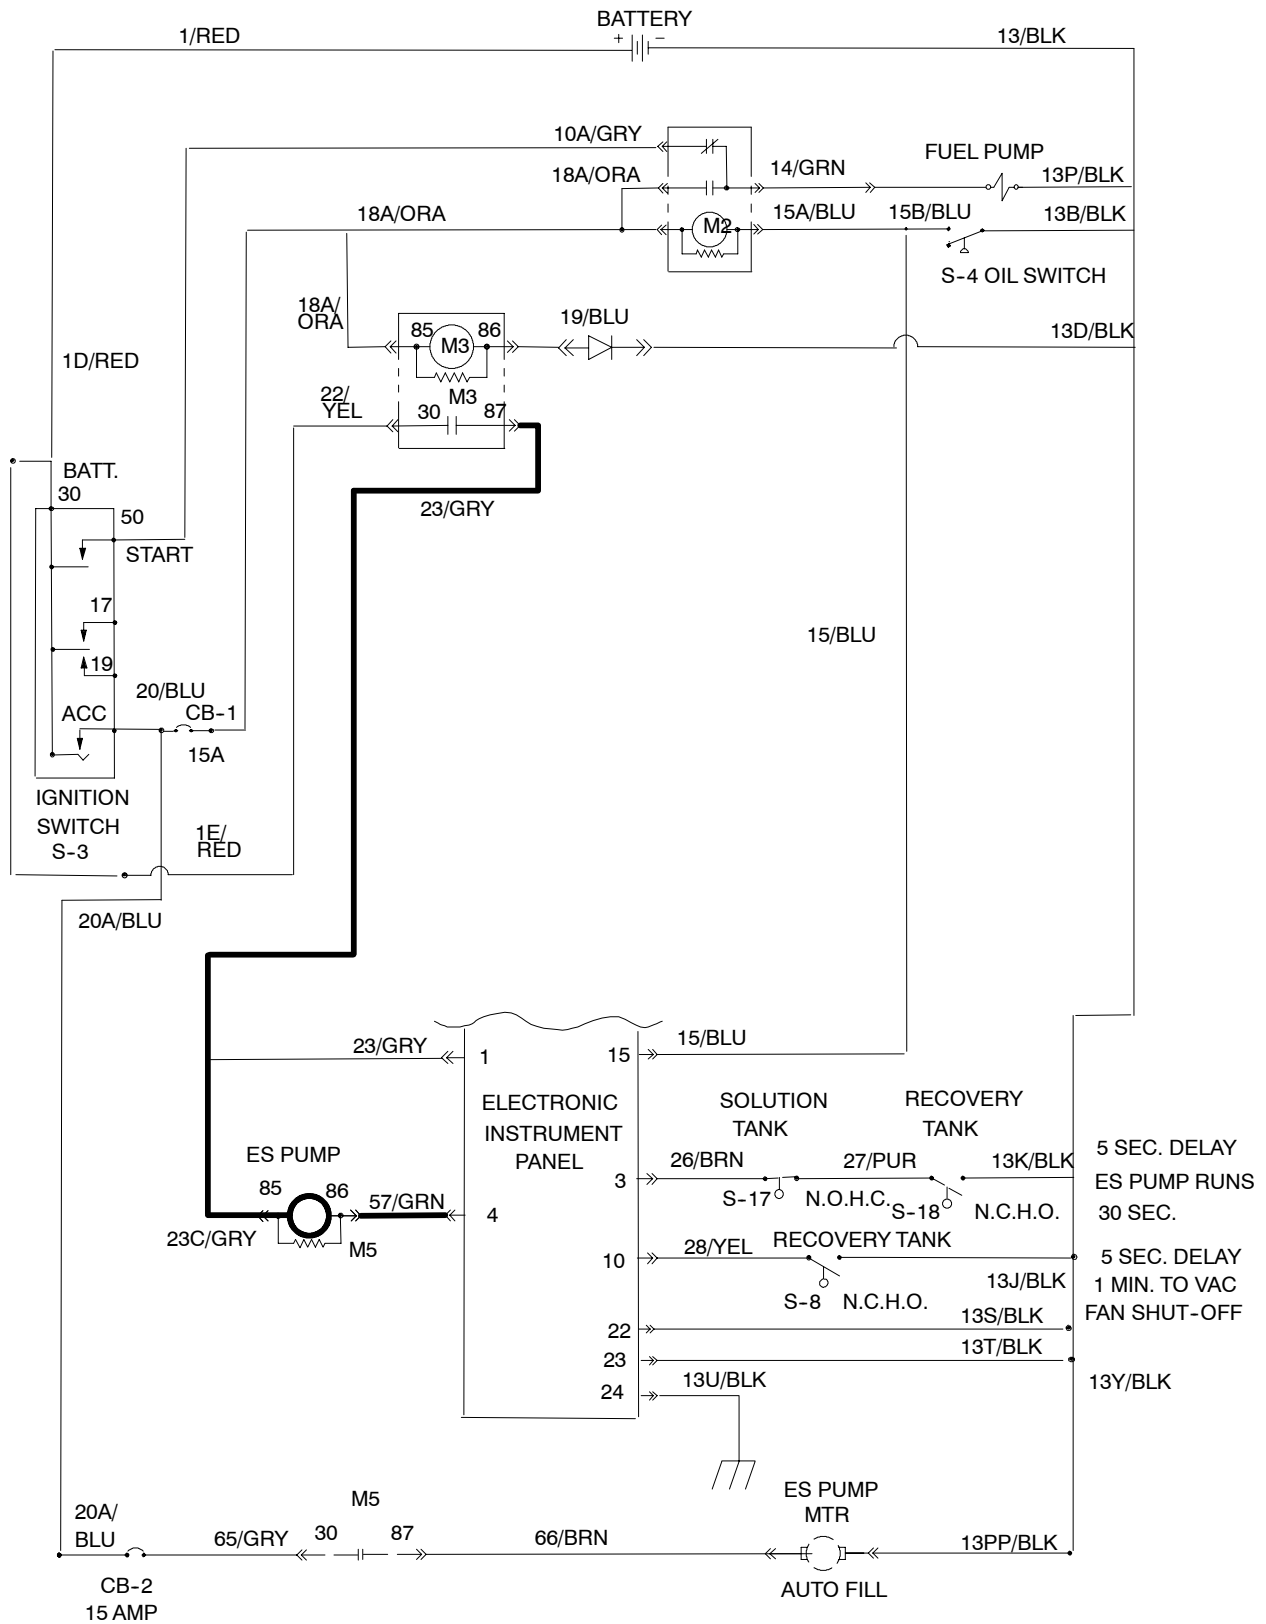 BATTERY
1/RED
+ −
13/BLK
10A/GRY
FUEL PUMP
18A/ORA
14/GRN
13P/BLK
18A/ORA
M2
15A/BLU
15B/BLU
13B/BLK
S-4 OIL SWITCH
18A/
ORA
85
M3
86
19/BLU
13D/BLK
1D/RED
M3
22/
YEL
30
87
BATT.
30
23/GRY
50
START
17
15/BLU
19
20/BLU
ACC
CB-1
15A
IGNITION
SWITCH
S-3
1E/
RED
20A/BLU
23/GRY
1
15
15/BLU
ELECTRONIC
INSTRUMENT
PANEL
SOLUTION
TANK
RECOVERY
TANK
5 SEC. DELAY
ES PUMP RUNS
30 SEC.
ES PUMP
26/BRN
27/PUR
13K/BLK
3
S-17
N.O.H.C.
S-18
N.C.H.O.
85
86
57/GRN
4
23C/GRY
M5
RECOVERY TANK
28/YEL
10
5 SEC. DELAY
1 MIN. TO VAC
FAN SHUT-OFF
13J/BLK
S-8
N.C.H.O.
22
13S/BLK
23
13T/BLK
24
13U/BLK
13Y/BLK
M5
ES PUMP
MTR
20A/
BLU
65/GRY
30
87
66/BRN
13PP/BLK
CB-2
15 AMP
AUTO FILL